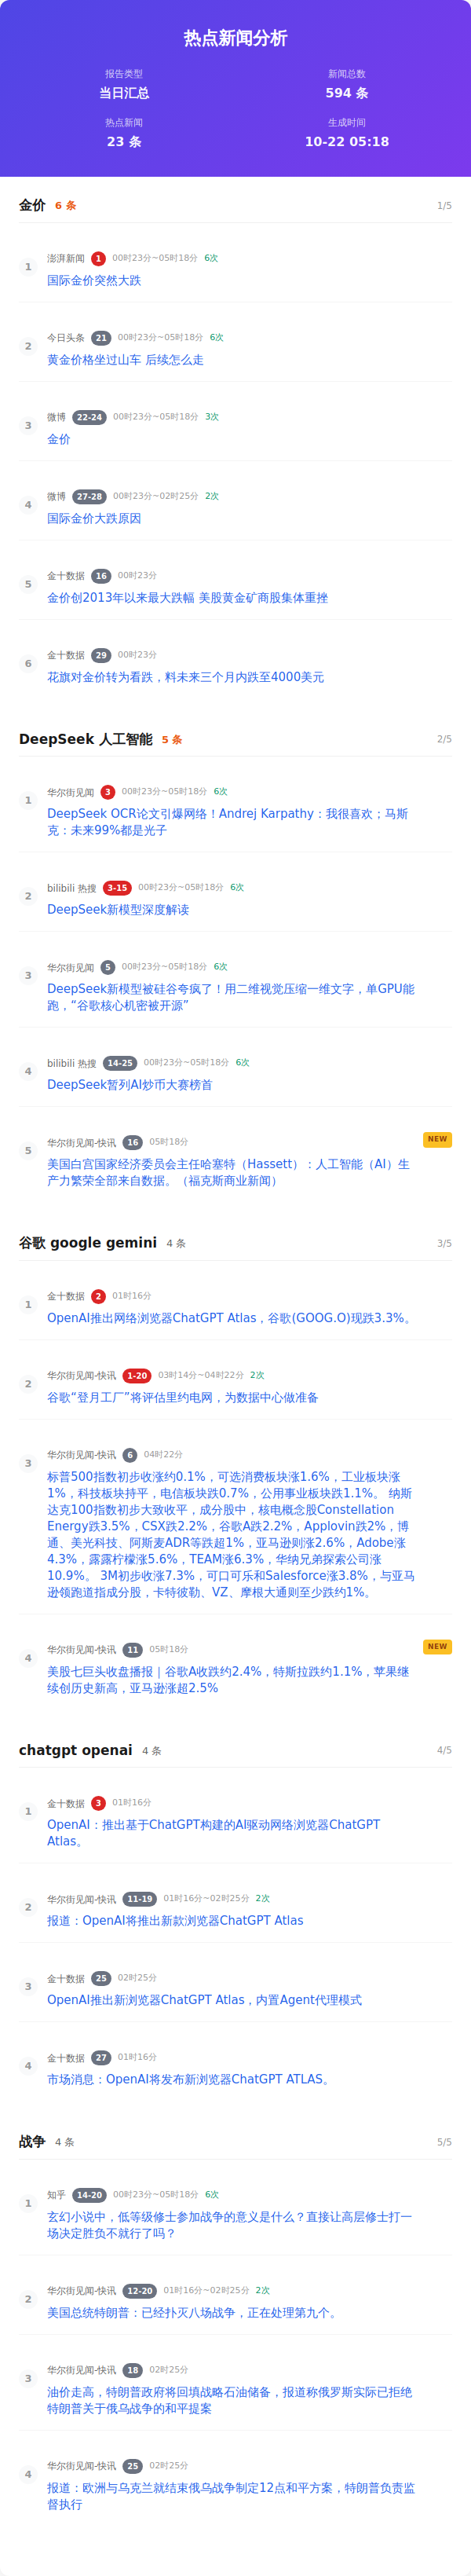 热点新闻分析
报告类型
当日汇总
新闻总数
594 条
热点新闻
23 条
生成时间
10-22 05:18
金价 6 条 1/5
1
澎湃新闻 1 00时23分~05时18分 6次
国际金价突然大跌
2
今日头条 21 00时23分~05时18分 6次
黄金价格坐过山车 后续怎么走
3
微博 22-24 00时23分~05时18分 3次
金价
4
微博 27-28 00时23分~02时25分 2次
国际金价大跌原因
5
金十数据 16 00时23分
金价创2013年以来最大跌幅 美股黄金矿商股集体重挫
6
金十数据 29 00时23分
花旗对金价转为看跌，料未来三个月内跌至4000美元
DeepSeek 人工智能 5 条 2/5
1
华尔街见闻 3 00时23分~05时18分 6次
DeepSeek OCR论文引爆网络！Andrej Karpathy：我很喜欢；马斯
克：未来99%都是光子
2
bilibili 热搜 3-15 00时23分~05时18分 6次
DeepSeek新模型深度解读
3
华尔街见闻 5 00时23分~05时18分 6次
DeepSeek新模型被硅谷夸疯了！用二维视觉压缩一维文字，单GPU能
跑，“谷歌核心机密被开源”
4
bilibili 热搜 14-25 00时23分~05时18分 6次
DeepSeek暂列AI炒币大赛榜首
5
华尔街见闻-快讯 16 05时18分 NEW
美国白宫国家经济委员会主任哈塞特（Hassett）：人工智能（AI）生
产力繁荣全部来自数据。（福克斯商业新闻）
谷歌 google gemini 4 条 3/5
1
金十数据 2 01时16分
OpenAI推出网络浏览器ChatGPT Atlas，谷歌(GOOG.O)现跌3.3%。
2
华尔街见闻-快讯 1-20 03时14分~04时22分 2次
谷歌“登月工厂”将评估里约电网，为数据中心做准备
3
华尔街见闻-快讯 6 04时22分
标普500指数初步收涨约0.1%，可选消费板块涨1.6%，工业板块涨
1%，科技板块持平，电信板块跌0.7%，公用事业板块跌1.1%。 纳斯
达克100指数初步大致收平，成分股中，核电概念股Constellation
Energy跌3.5%，CSX跌2.2%，谷歌A跌2.2%，Applovin跌2%，博
通、美光科技、阿斯麦ADR等跌超1%，亚马逊则涨2.6%，Adobe涨
4.3%，露露柠檬涨5.6%，TEAM涨6.3%，华纳兄弟探索公司涨
10.9%。 3M初步收涨7.3%，可口可乐和Salesforce涨3.8%，与亚马
逊领跑道指成分股，卡特彼勒、VZ、摩根大通则至少跌约1%。
4
华尔街见闻-快讯 11 05时18分 NEW
美股七巨头收盘播报｜谷歌A收跌约2.4%，特斯拉跌约1.1%，苹果继
续创历史新高，亚马逊涨超2.5%
chatgpt openai 4 条 4/5
1
金十数据 3 01时16分
OpenAI：推出基于ChatGPT构建的AI驱动网络浏览器ChatGPT
Atlas。
2
华尔街见闻-快讯 11-19 01时16分~02时25分 2次
报道：OpenAI将推出新款浏览器ChatGPT Atlas
3
金十数据 25 02时25分
OpenAI推出新浏览器ChatGPT Atlas，内置Agent代理模式
4
金十数据 27 01时16分
市场消息：OpenAI将发布新浏览器ChatGPT ATLAS。
战争 4 条 5/5
1
知乎 14-20 00时23分~05时18分 6次
玄幻小说中，低等级修士参加战争的意义是什么？直接让高层修士打一
场决定胜负不就行了吗？
2
华尔街见闻-快讯 12-20 01时16分~02时25分 2次
美国总统特朗普：已经扑灭八场战争，正在处理第九个。
3
华尔街见闻-快讯 18 02时25分
油价走高，特朗普政府将回填战略石油储备，报道称俄罗斯实际已拒绝
特朗普关于俄乌战争的和平提案
4
华尔街见闻-快讯 25 02时25分
报道：欧洲与乌克兰就结束俄乌战争制定12点和平方案，特朗普负责监
督执行